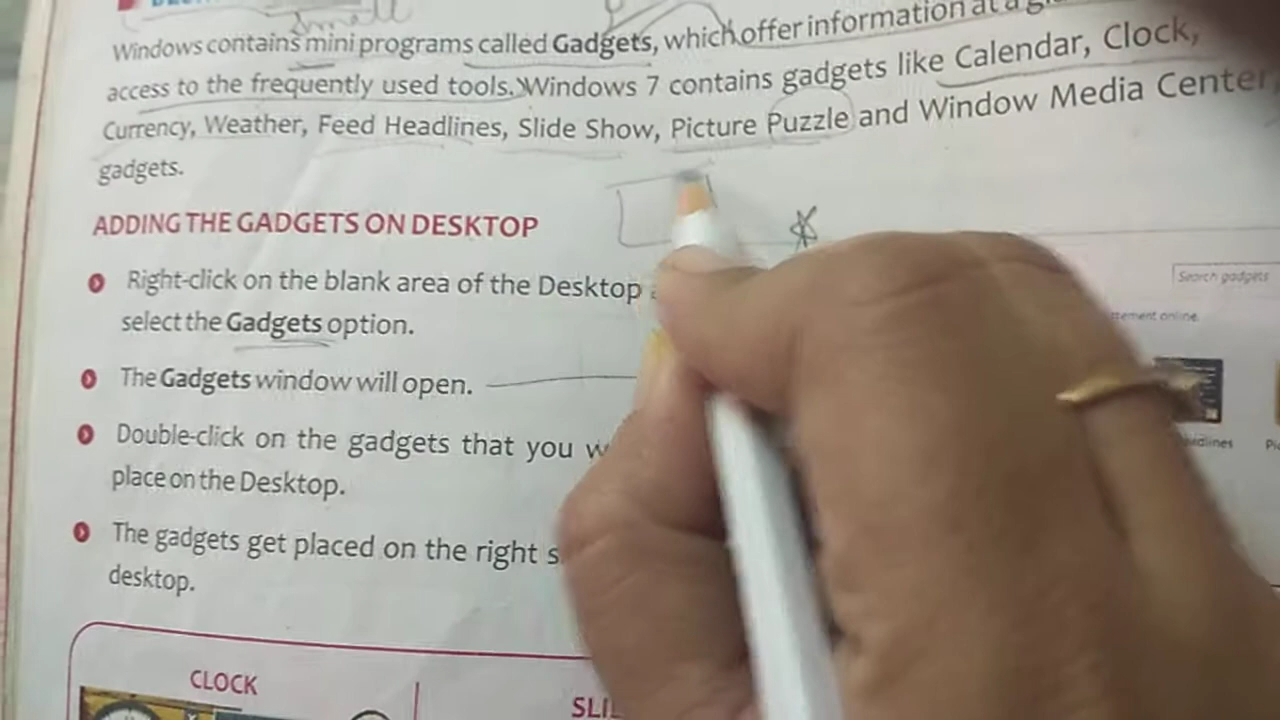 Small
Windows contains mini programs called Gadgets, which offer information at a
access to the frequently used tools. Windows 7 contains gadgets like Calendar, Clock,
Currency, Weather, Feed Headlines, Slide Show, Picture Puzzle and Window Media Center
gadgets.
ADDING THE GADGETS ON DESKTOP
Right-click on the blank area of the Desktop
select the Gadgets option.
The Gadgets window will open.
Double-click on the gadgets that you
place on the Desktop.
The gadgets get placed on the right
desktop.
Search gadgets
online.
CLOCK